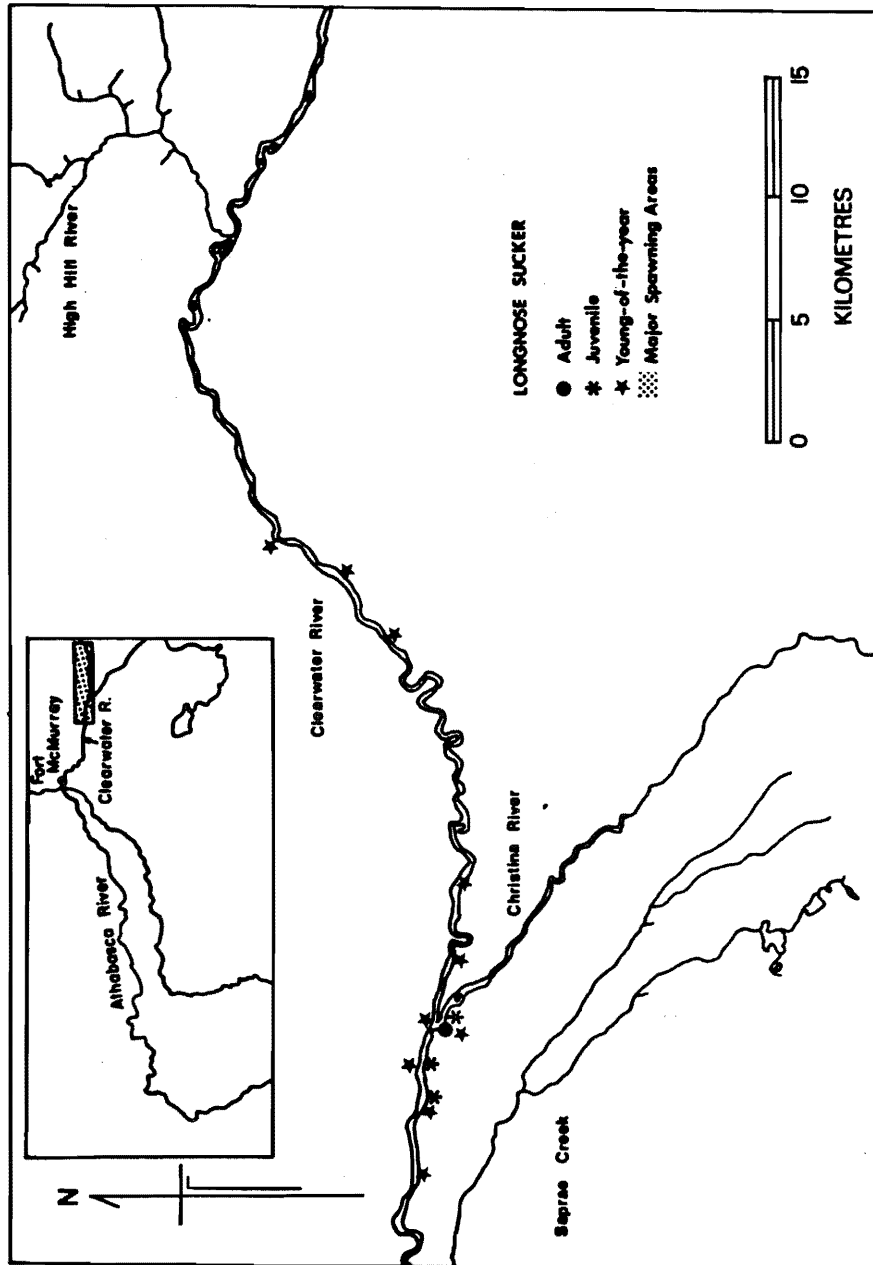 High Hill River
Fort
McMurray
Clearwater R.
Athabasca River
Clearwater River
Christina River
Saprae Creek
N
LONGNOSE SUCKER
Adult
Juvenile
Young-of-the-year
Major Spawning Areas
0 5 10 15
KILOMETRES